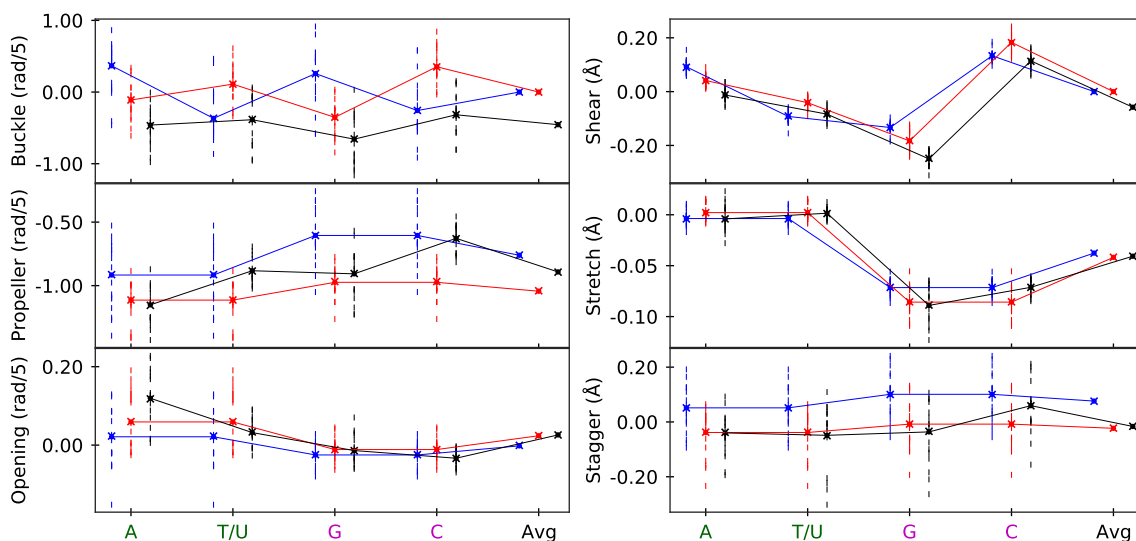 Buckle (rad/5)
1.00
0.00
-1.00
Propeller (rad/5)
-0.50
-1.00
Opening (rad/5)
0.20
0.00
A
T/U
G
C
Avg
Shear (Å)
0.20
0.00
-0.20
Stretch (Å)
0.00
-0.05
-0.10
Stagger (Å)
0.20
0.00
-0.20
A
T/U
G
C
Avg